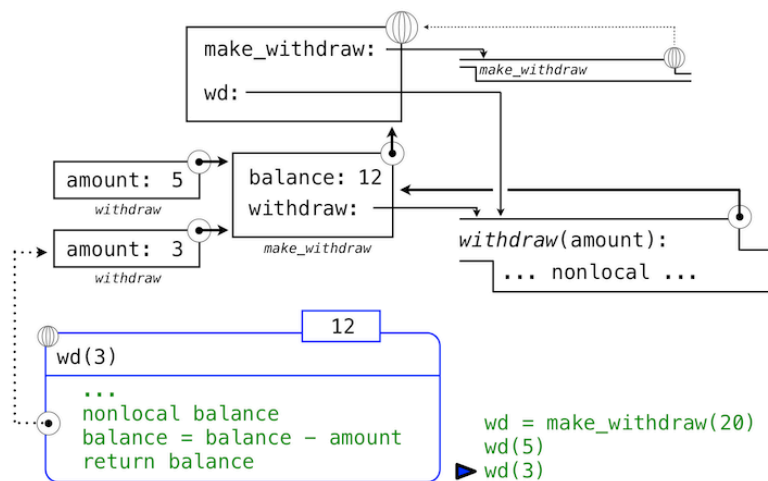 make_withdraw:
make_withdraw
wd:
amount: 5
withdraw
balance: 12
withdraw:
make_withdraw
amount: 3
withdraw
withdraw(amount):
... nonlocal ...
12
wd(3)
...
nonlocal balance
balance = balance – amount
return balance
wd = make_withdraw(20)
wd(5)
wd(3)